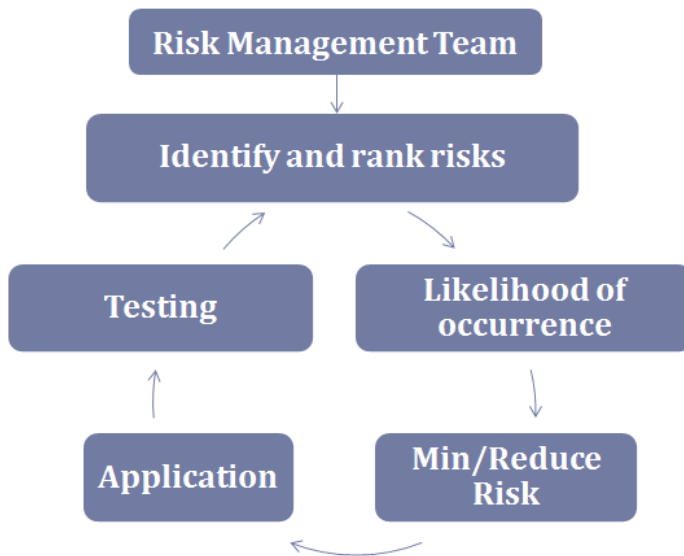 Risk Management Team
Identify and rank risks
Testing
Likelihood of
occurrence
Application
Min/Reduce
Risk